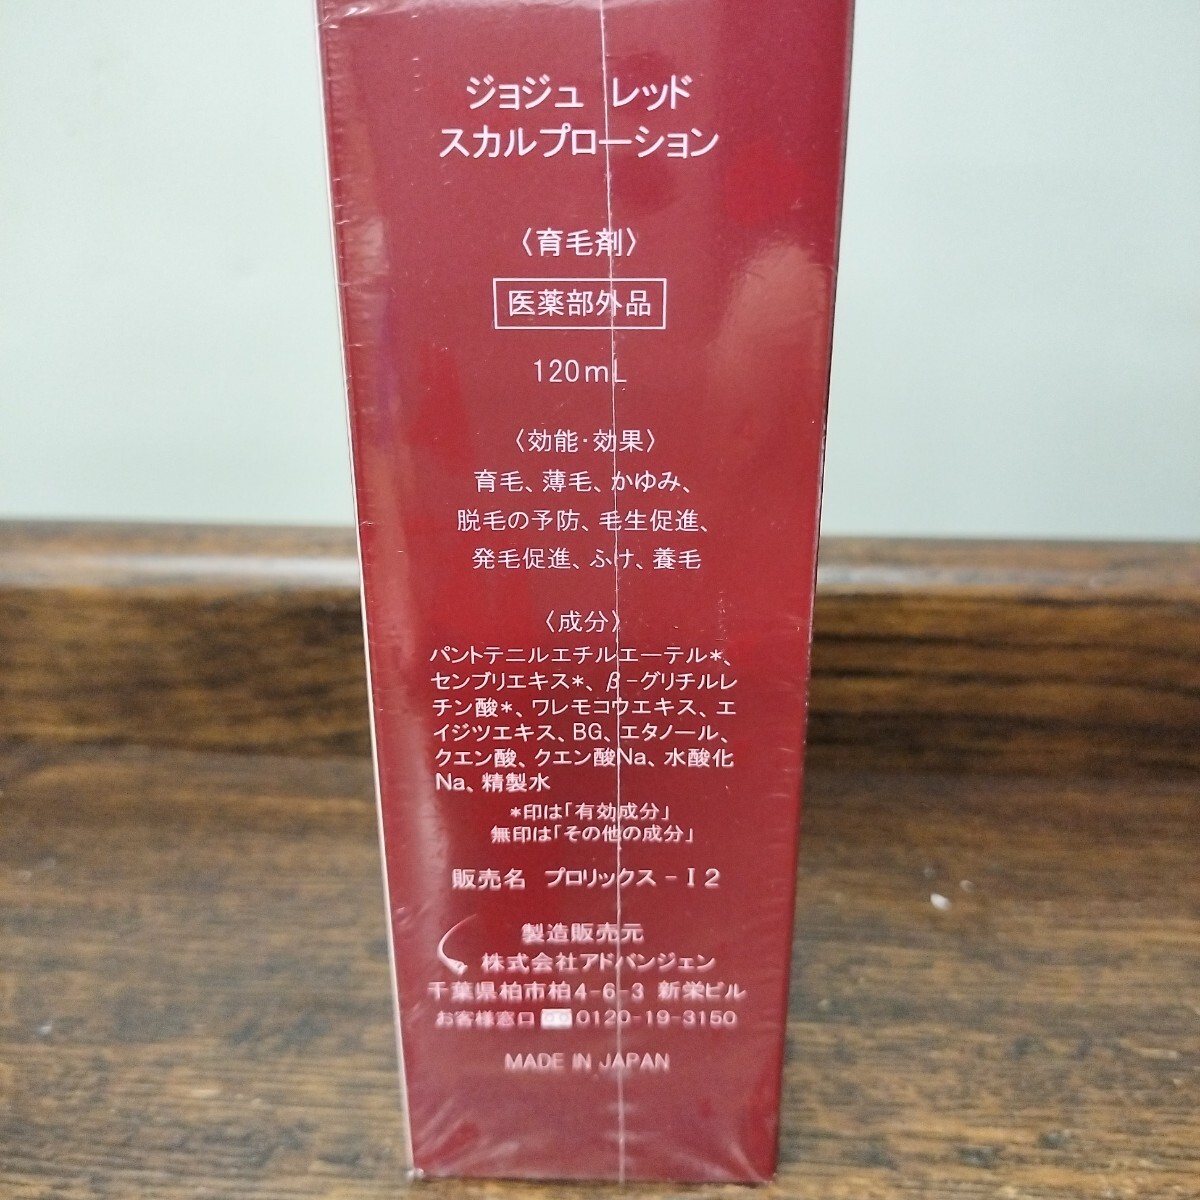 ジョジュ レッド
スカルプローション
〈育毛剤〉
医薬部外品
120mL
〈効能・効果〉
育毛、薄毛、かゆみ、
脱毛の予防、毛生促進、
発毛促進、ふけ、養毛
〈成分〉
パントテニルエチルエーテル*、
センブリエキス*、β-グリチルレ
チン酸*、ワレモコウエキス、エ
イジツエキス、BG、エタノール、
クエン酸、クエン酸Na、水酸化
Na、精製水
*印は「有効成分」
無印は「その他の成分」
販売名 プロリックス-I2
製造販売元
株式会社アドバンジェン
千葉県柏市柏4-6-3 新栄ビル
お客様窓口 0120-19-3150
MADE IN JAPAN